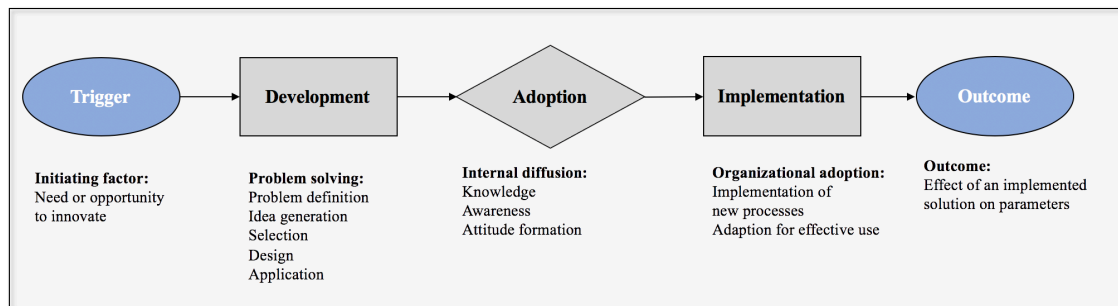 Trigger
Development
Adoption
Implementation
Outcome
Initiating factor:
Need or opportunity
to innovate
Problem solving:
Problem definition
Idea generation
Selection
Design
Application
Internal diffusion:
Knowledge
Awareness
Attitude formation
Organizational adoption:
Implementation of
new processes
Adaption for effective use
Outcome:
Effect of an implemented
solution on parameters